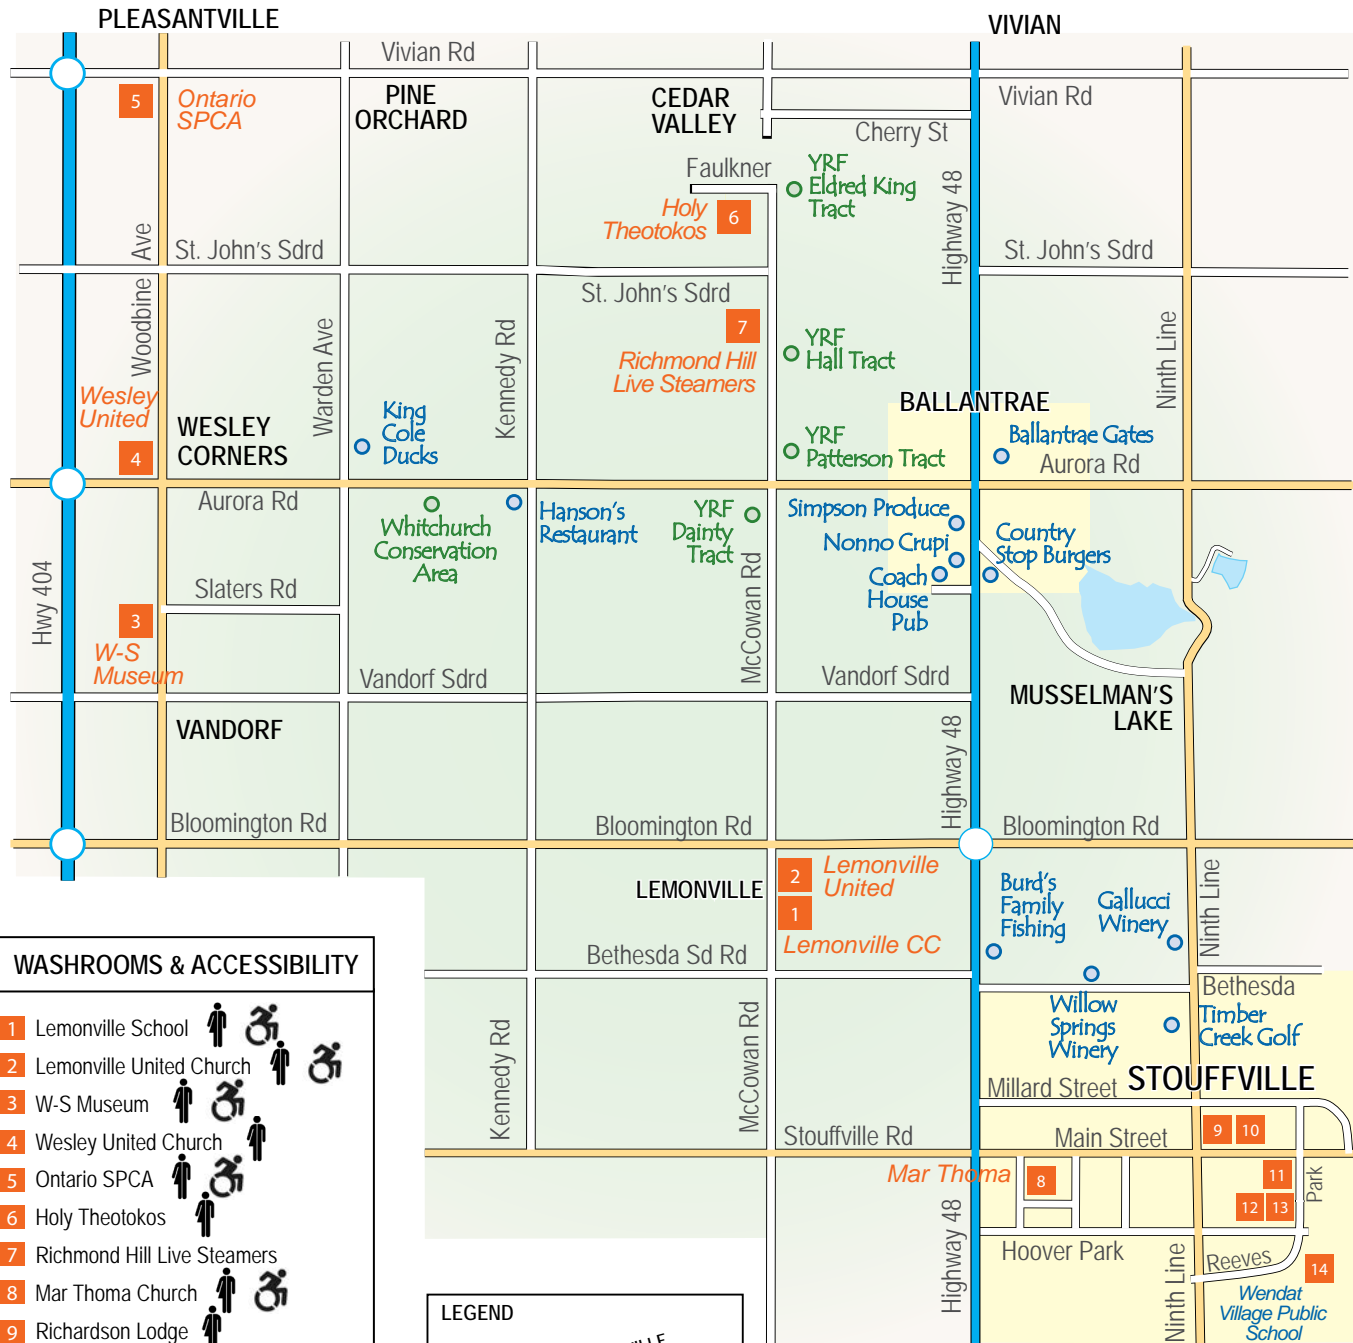 PLEASANTVILLE
VIVIAN
Vivian Rd
5
Ontario
SPCA
PINE
ORCHARD
CEDAR
VALLEY
Vivian Rd
Cherry St
Faulkner
YRF
Eldred King
Tract
Holy
Theotokos
6
Highway 48
Woodbine Ave
St. John's Sdrd
St. John's Sdrd
St. John's Sdrd
7
Richmond Hill
Live Steamers
YRF
Hall Tract
Warden Ave
Kennedy Rd
Ninth Line
Wesley
United
4
WESLEY
CORNERS
King
Cole
Ducks
BALLANTRAE
YRF
Patterson Tract
Ballantrae Gates
Aurora Rd
Aurora Rd
Whitchurch
Conservation
Area
Hanson's
Restaurant
YRF
Dainty
Tract
Simpson Produce
Nonno Crupi
Coach
House
Pub
Country
Stop Burgers
Hwy 404
Slaters Rd
3
W-S
Museum
McCowan Rd
Vandorf Sdrd
Vandorf Sdrd
MUSSELMAN'S
LAKE
VANDORF
Highway 48
Bloomington Rd
Bloomington Rd
Bloomington Rd
LEMONVILLE
2
Lemonville
United
1
Lemonville CC
Burd's
Family
Fishing
Gallucci
Winery
Ninth Line
Bethesda Sd Rd
Bethesda
Willow
Springs
Winery
Timber
Creek Golf
Kennedy Rd
McCowan Rd
Millard Street
STOUFFVILLE
Stouffville Rd
Main Street
9
10
Mar Thoma
8
11
12
13
Park
Highway 48
Hoover Park
Ninth Line
Reeves
14
Wendat
Village Public
School
WASHROOMS & ACCESSIBILITY
1 Lemonville School
2 Lemonville United Church
3 W-S Museum
4 Wesley United Church
5 Ontario SPCA
6 Holy Theotokos
7 Richmond Hill Live Steamers
8 Mar Thoma Church
9 Richardson Lodge
LEGEND